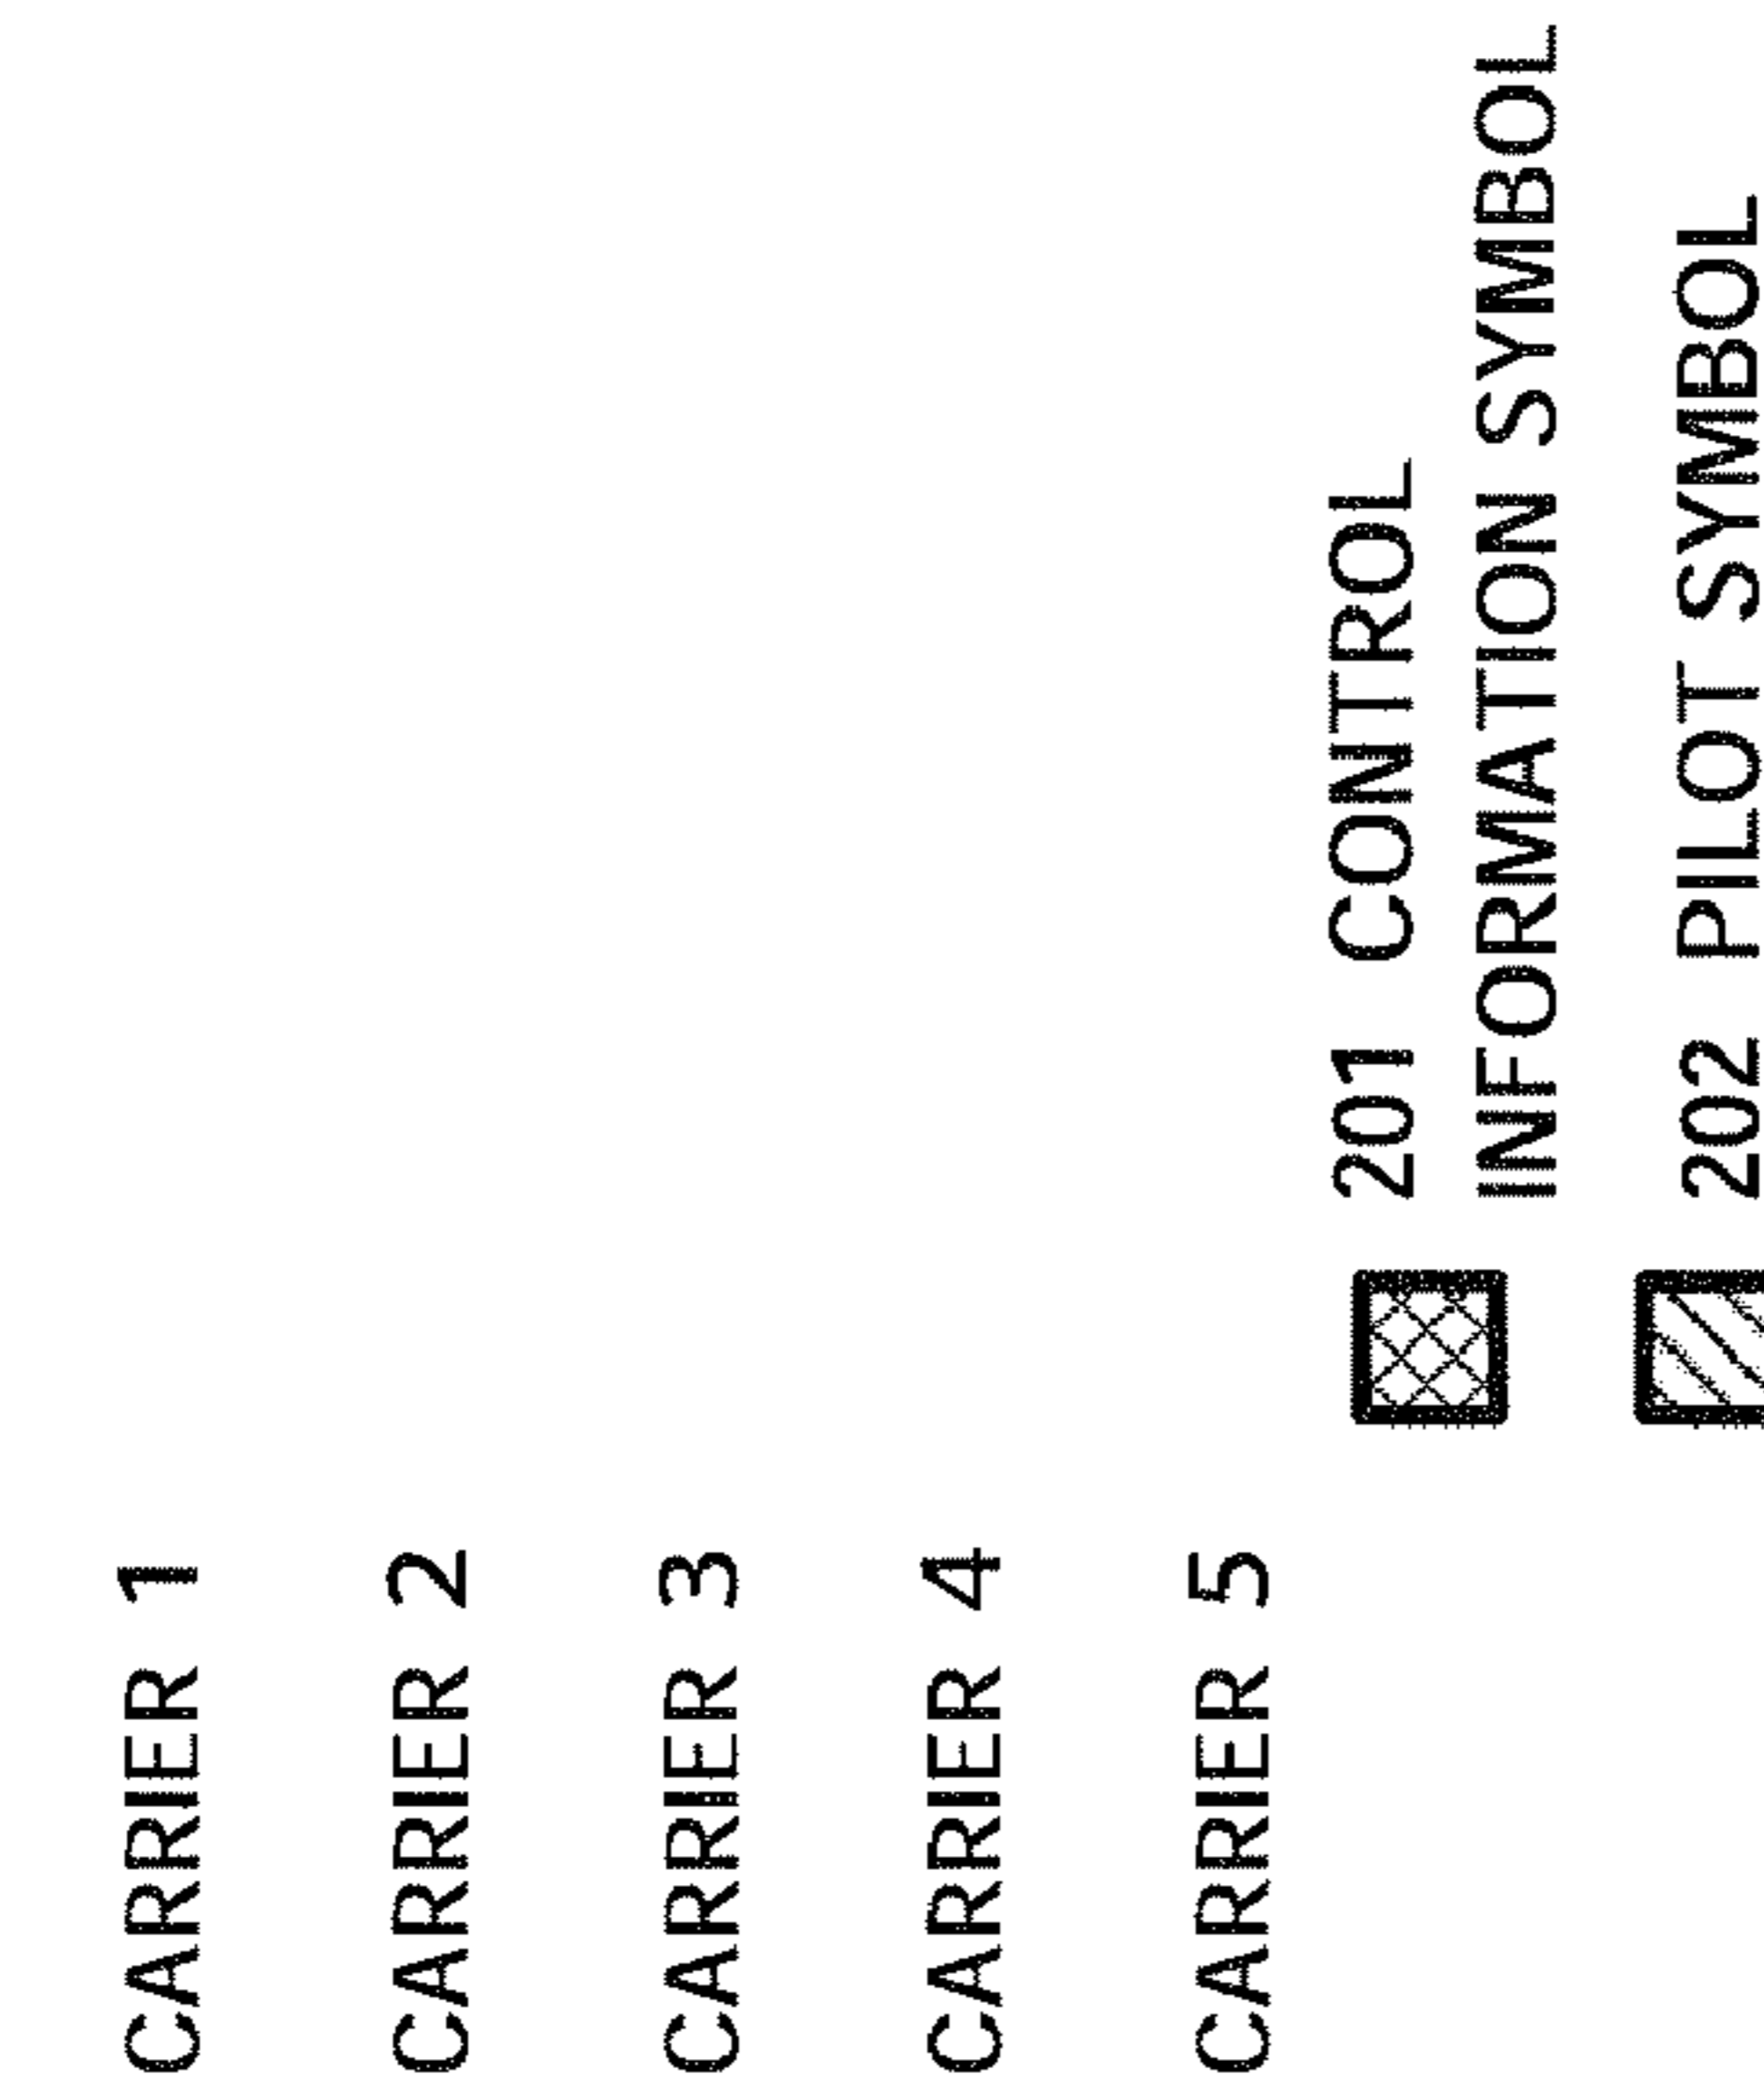 CARRIER 1
CARRIER 2
CARRIER 3
CARRIER 4
CARRIER 5
201 CONTROL
INFORMATION SYMBOL
202 PILOT SYMBOL